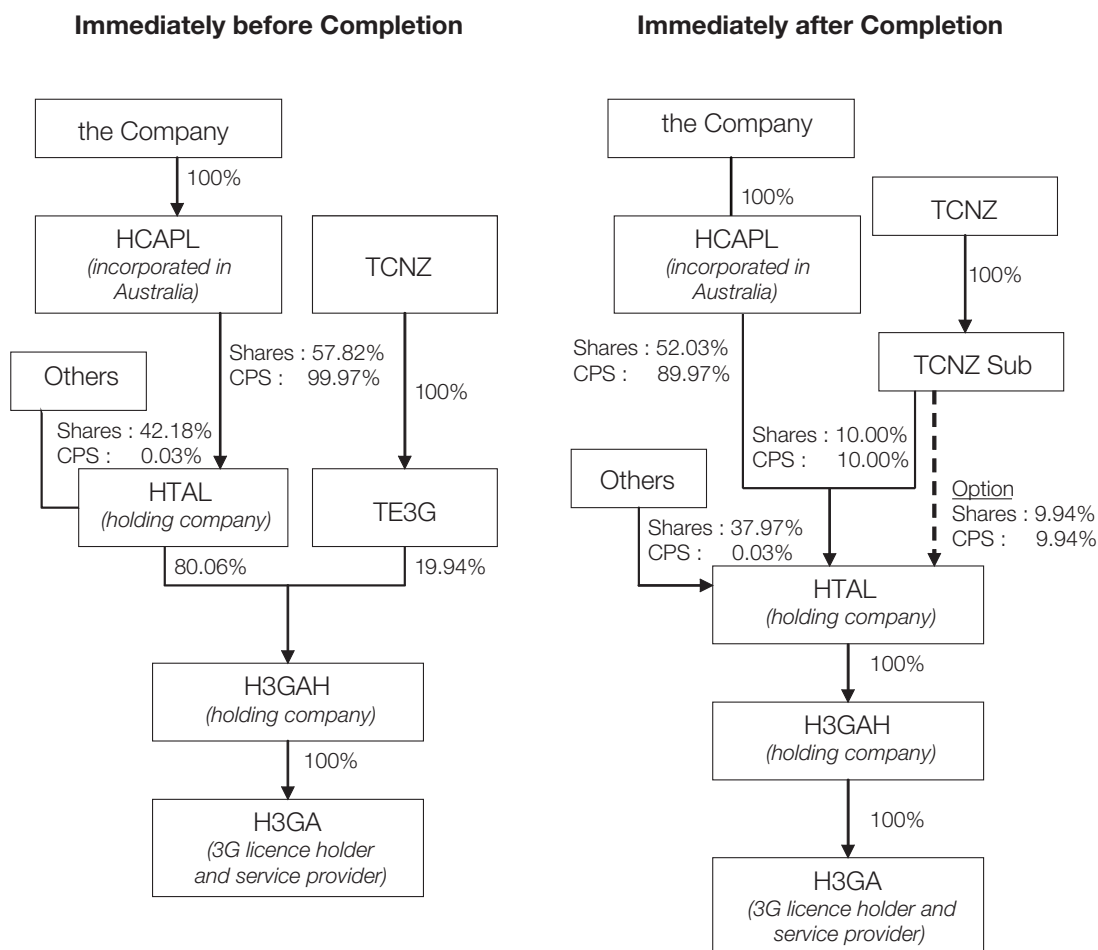 Immediately before Completion
the Company
100%
HCAPL
(incorporated in
Australia)
TCNZ
Shares : 57.82%
CPS : 99.97%
100%
Others
Shares : 42.18%
CPS : 0.03%
HTAL
(holding company)
TE3G
80.06%
19.94%
H3GAH
(holding company)
100%
H3GA
(3G licence holder
and service provider)
Immediately after Completion
the Company
100%
HCAPL
(incorporated in
Australia)
TCNZ
100%
TCNZ Sub
Shares : 52.03%
CPS : 89.97%
Shares : 10.00%
CPS : 10.00%
Option
Shares : 9.94%
CPS : 9.94%
Others
Shares : 37.97%
CPS : 0.03%
HTAL
(holding company)
100%
H3GAH
(holding company)
100%
H3GA
(3G licence holder and
service provider)